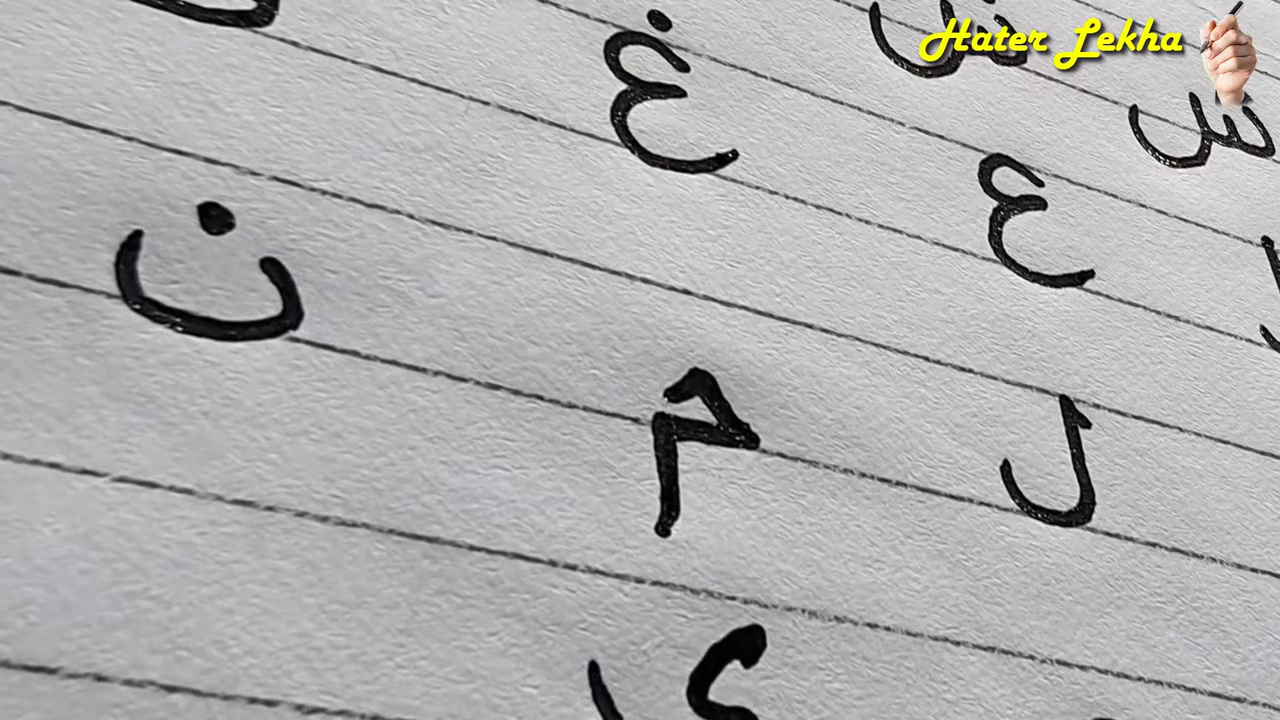 Hater Lekha
س ش
ع غ
ل م ن